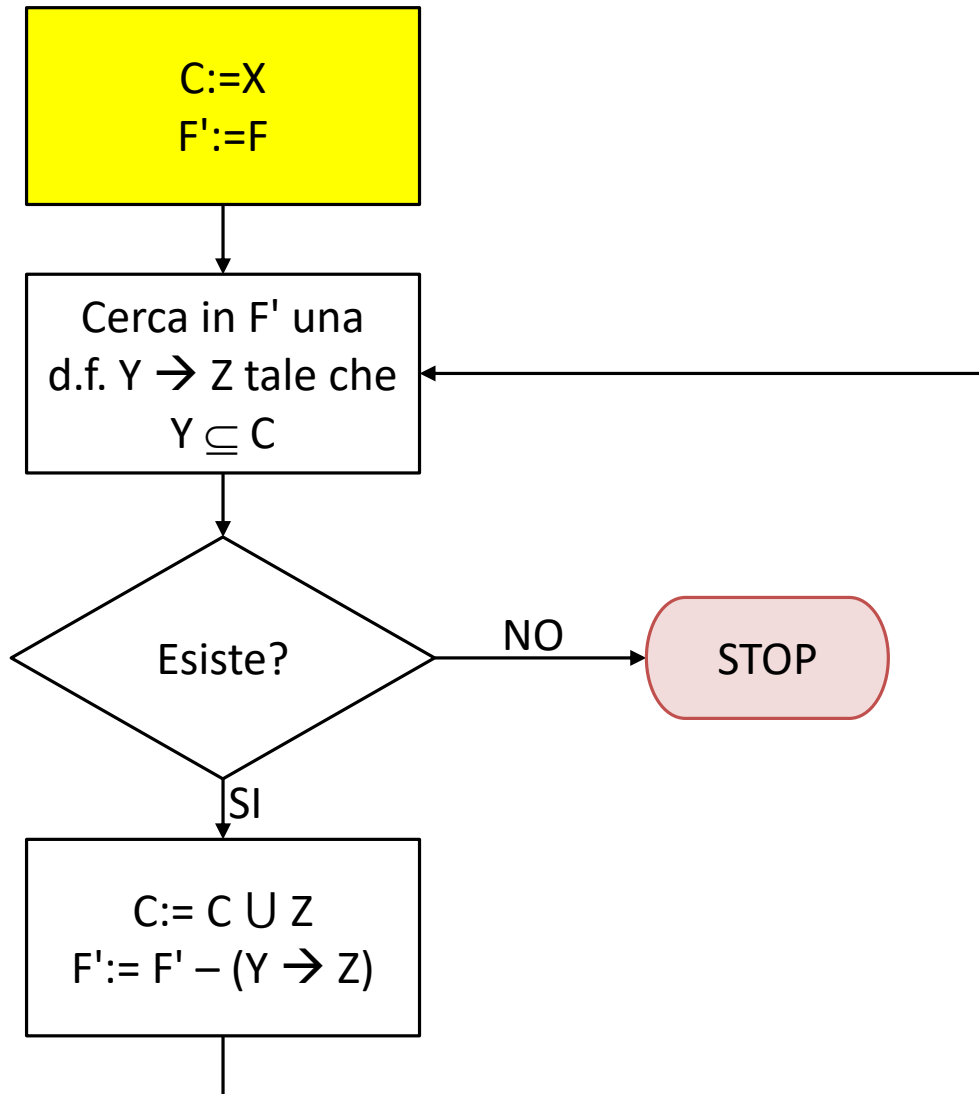 C:=X
F':=F
Cerca in F' una
d.f. Y → Z tale che
Y ⊆ C
Esiste?
NO
STOP
SI
C:= C ∪ Z
F':= F' – (Y → Z)